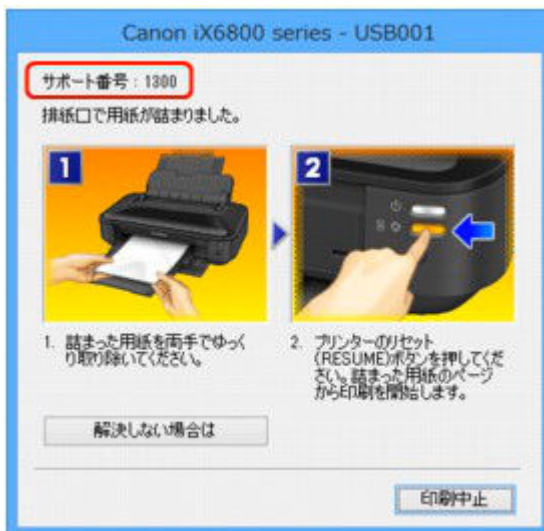 Canon iX6800 series - USB001
サポート番号：1300
排紙口で用紙が詰まりました。
1
2
1. 詰まった用紙を両手でゆっく
り取り除いてください。
2. プリンターのリセット
(RESUME)ボタンを押してくだ
さい。詰まった用紙のページ
から印刷を開始します。
解決しない場合は
印刷中止